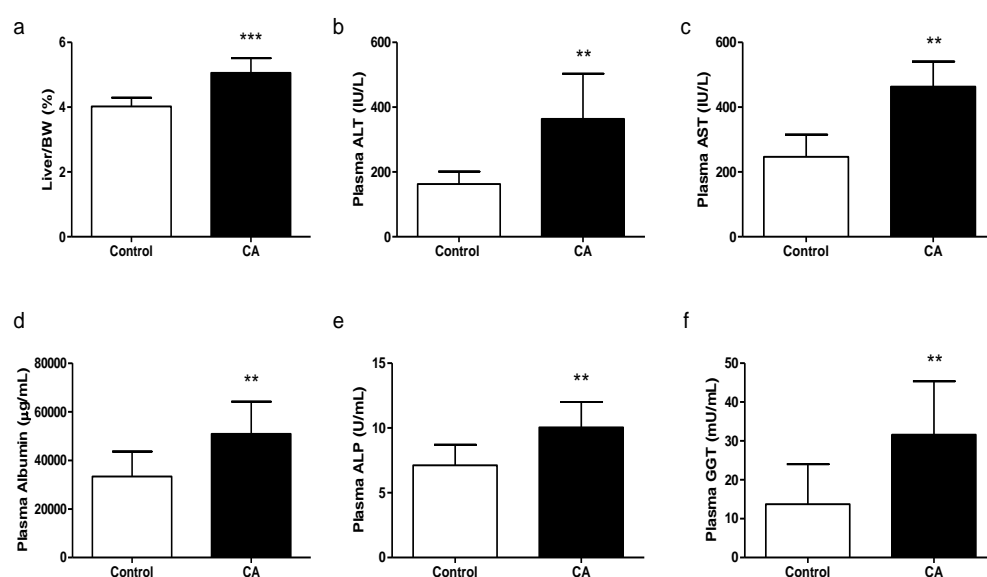 a
Liver/BW (%)
6
4
2
0
***
Control
CA
b
Plasma ALT (IU/L)
600
400
200
0
**
Control
CA
c
Plasma AST (IU/L)
600
400
200
0
**
Control
CA
d
Plasma Albumin (µg/mL)
80000
60000
40000
20000
0
**
Control
CA
e
Plasma ALP (U/mL)
15
10
5
0
**
Control
CA
f
Plasma GGT (mU/mL)
50
40
30
20
10
0
**
Control
CA